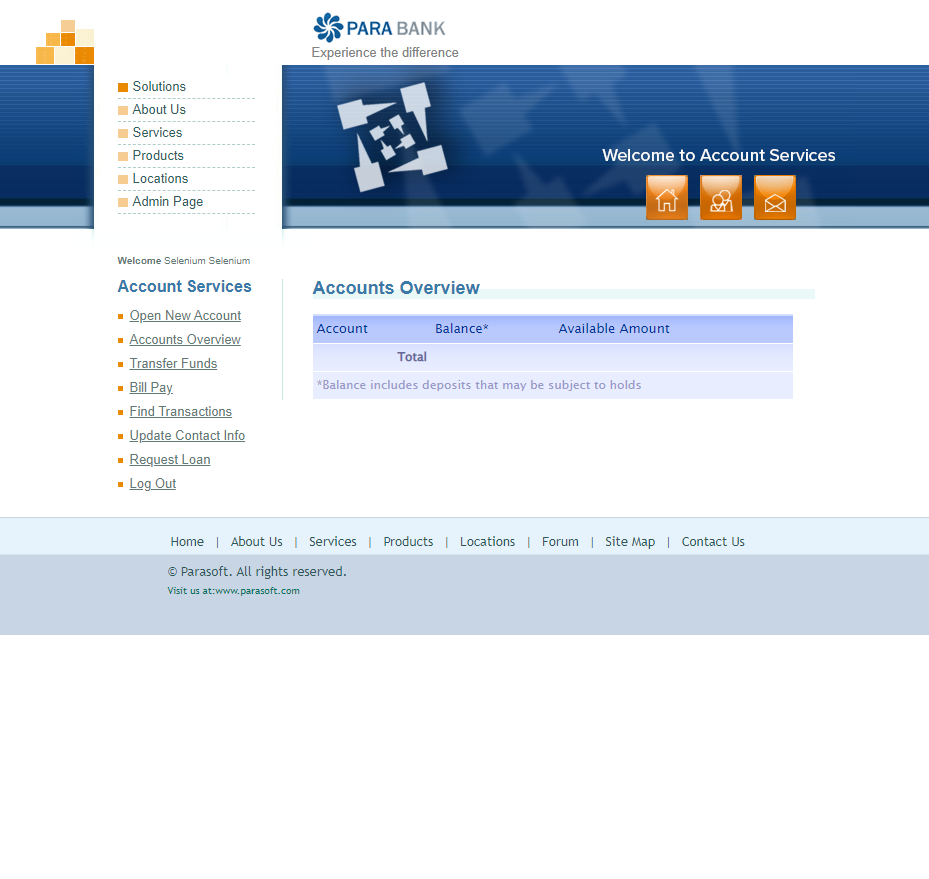 PARA BANK
Experience the difference
Solutions
About Us
Services
Products
Locations
Admin Page
Welcome to Account Services
Welcome Selenium Selenium
Account Services
Open New Account
Accounts Overview
Transfer Funds
Bill Pay
Find Transactions
Update Contact Info
Request Loan
Log Out
Accounts Overview
Account Balance* Available Amount
Total
*Balance includes deposits that may be subject to holds
Home | About Us | Services | Products | Locations | Forum | Site Map | Contact Us
© Parasoft. All rights reserved.
Visit us at:www.parasoft.com